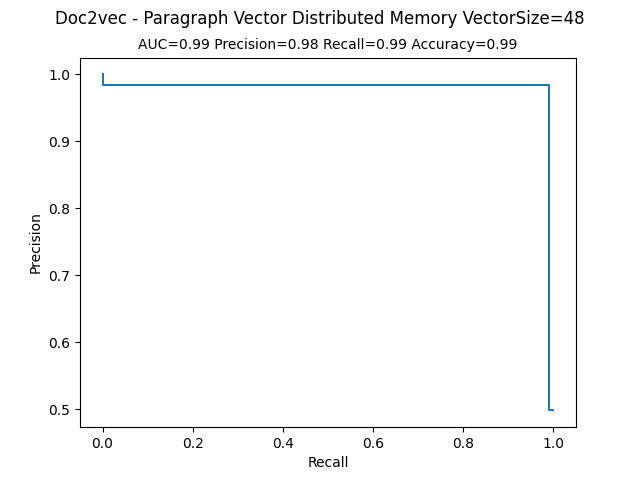 Doc2vec - Paragraph Vector Distributed Memory VectorSize=48
AUC=0.99 Precision=0.98 Recall=0.99 Accuracy=0.99
1.0
0.9
0.8
0.7
0.6
0.5
Precision
0.0 0.2 0.4 0.6 0.8 1.0
Recall